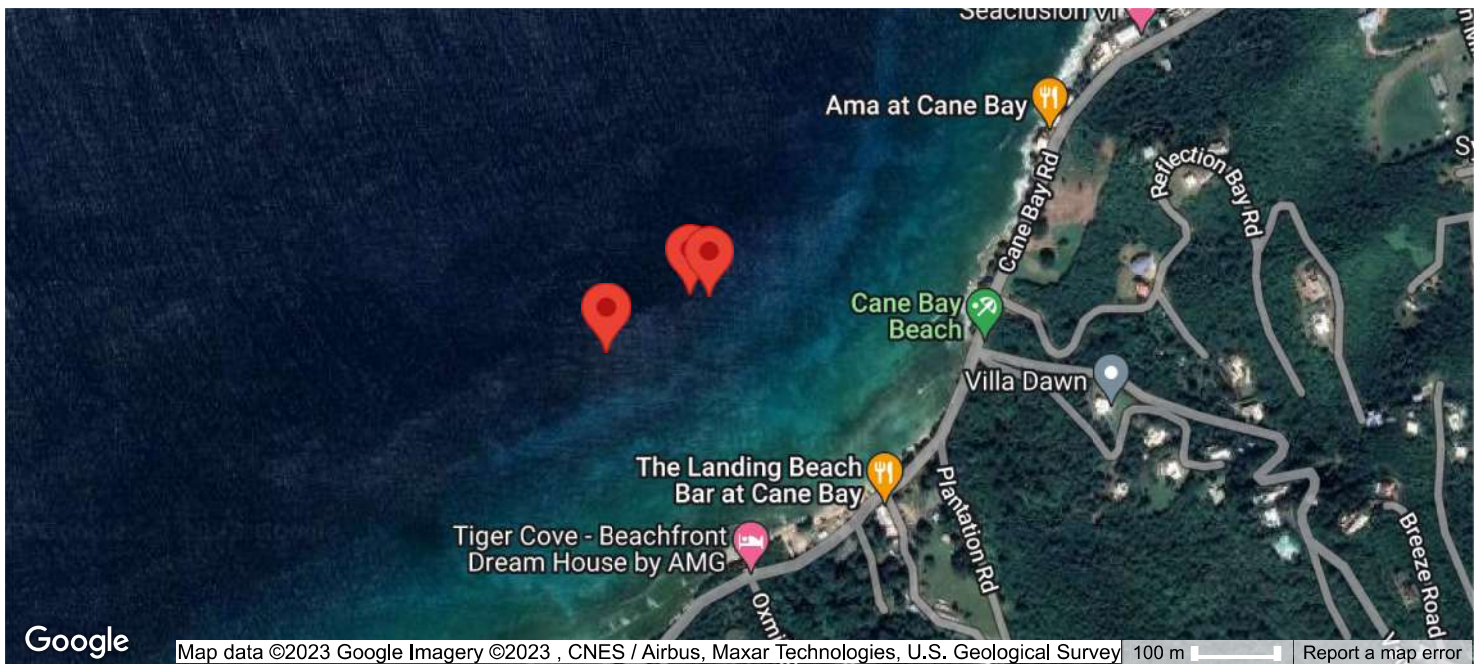 Seaclusion VI
Ama at Cane Bay
Reflection Bay Rd
Cane Bay Rd
Cane Bay
Beach
Villa Dawn
The Landing Beach
Bar at Cane Bay
Plantation Rd
Tiger Cove - Beachfront
Dream House by AMG
Breeze Road
Google
Map data ©2023 Google Imagery ©2023 , CNES / Airbus, Maxar Technologies, U.S. Geological Survey
100 m
Report a map error